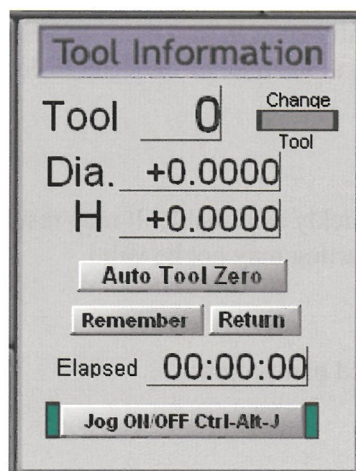 Tool Information
Tool 0 Change
Tool
Dia. +0.0000
H +0.0000
Auto Tool Zero
Remember Return
Elapsed 00:00:00
Jog ON/OFF Ctrl-Alt-J